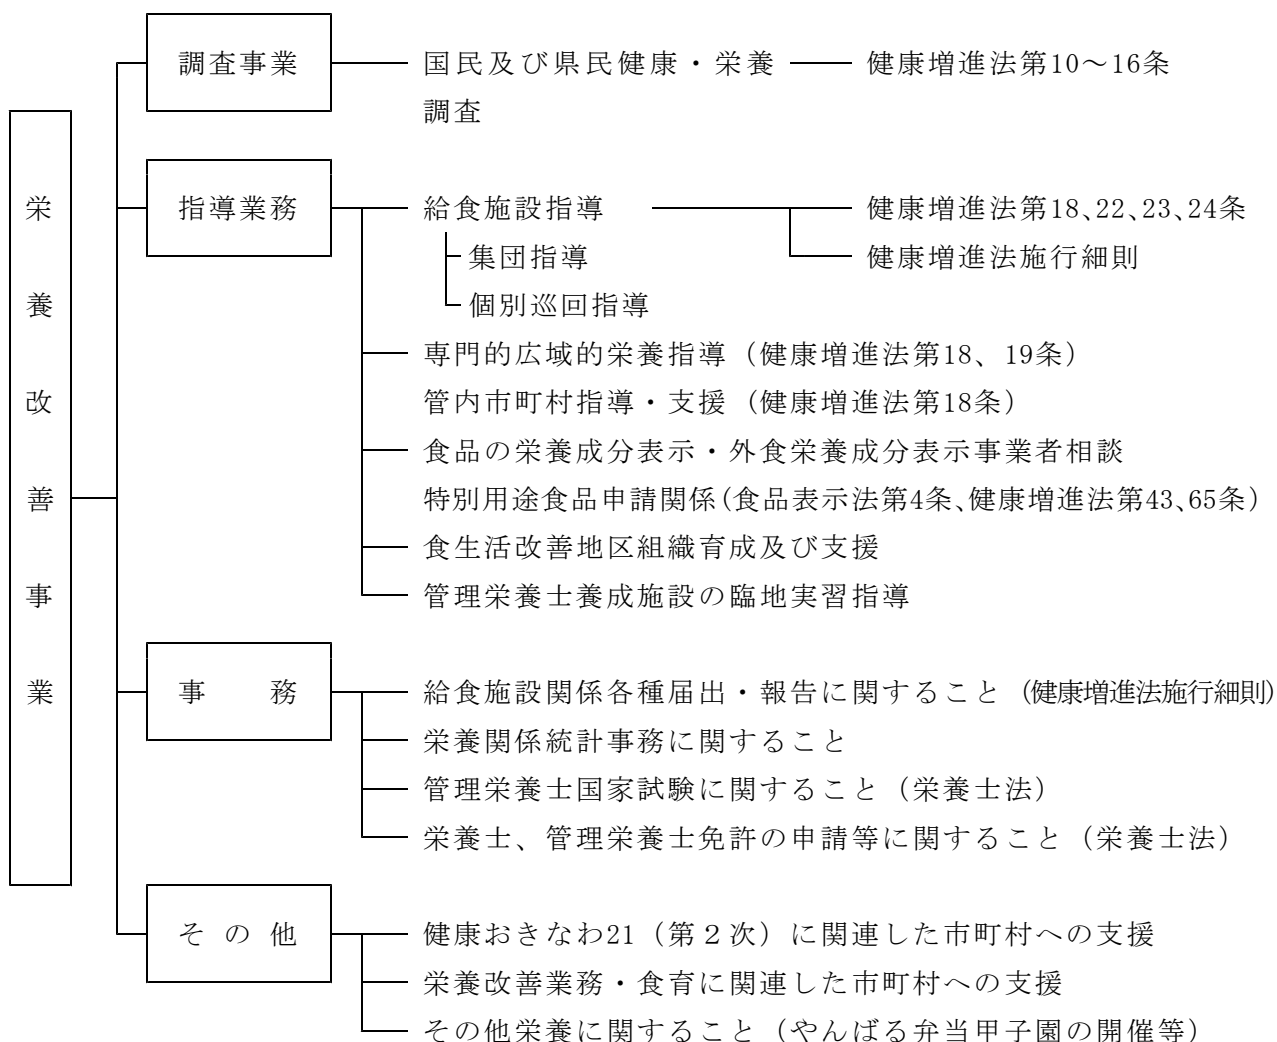 栄養改善事業
調査事業
国民及び県民健康・栄養
調査
健康増進法第10～16条
指導業務
給食施設指導
健康増進法第18、22、23、24条
健康増進法施行細則
集団指導
個別巡回指導
専門的広域的栄養指導（健康増進法第18、19条）
管内市町村指導・支援（健康増進法第18条）
食品の栄養成分表示・外食栄養成分表示事業者相談
特別用途食品申請関係（食品表示法第4条、健康増進法第43、65条）
食生活改善地区組織育成及び支援
管理栄養士養成施設の臨地実習指導
事務
給食施設関係各種届出・報告に関すること（健康増進法施行細則）
栄養関係統計事務に関すること
管理栄養士国家試験に関すること（栄養士法）
栄養士、管理栄養士免許の申請等に関すること（栄養士法）
その他
健康おきなわ21（第２次）に関連した市町村への支援
栄養改善業務・食育に関連した市町村への支援
その他栄養に関すること（やんばる弁当甲子園の開催等）